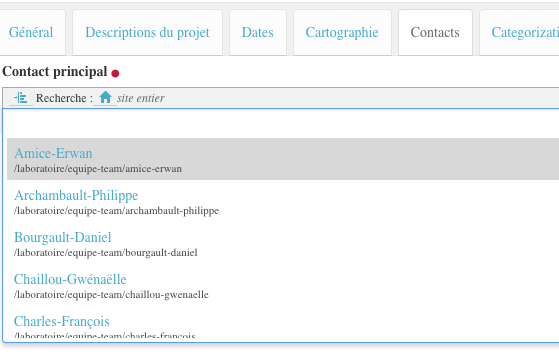 Général Descriptions du projet Dates Cartographie Contacts Categorizati
Contact principal
Recherche : site entier
Amice-Erwan
/laboratoire/equipe-team/amice-erwan
Archambault-Philippe
/laboratoire/equipe-team/archambault-philippe
Bourgault-Daniel
/laboratoire/equipe-team/bourgault-daniel
Chaillou-Gwénaëlle
/laboratoire/equipe-team/chaillou-gwenaelle
Charles-François
/laboratoire/equipe-team/charles-francois